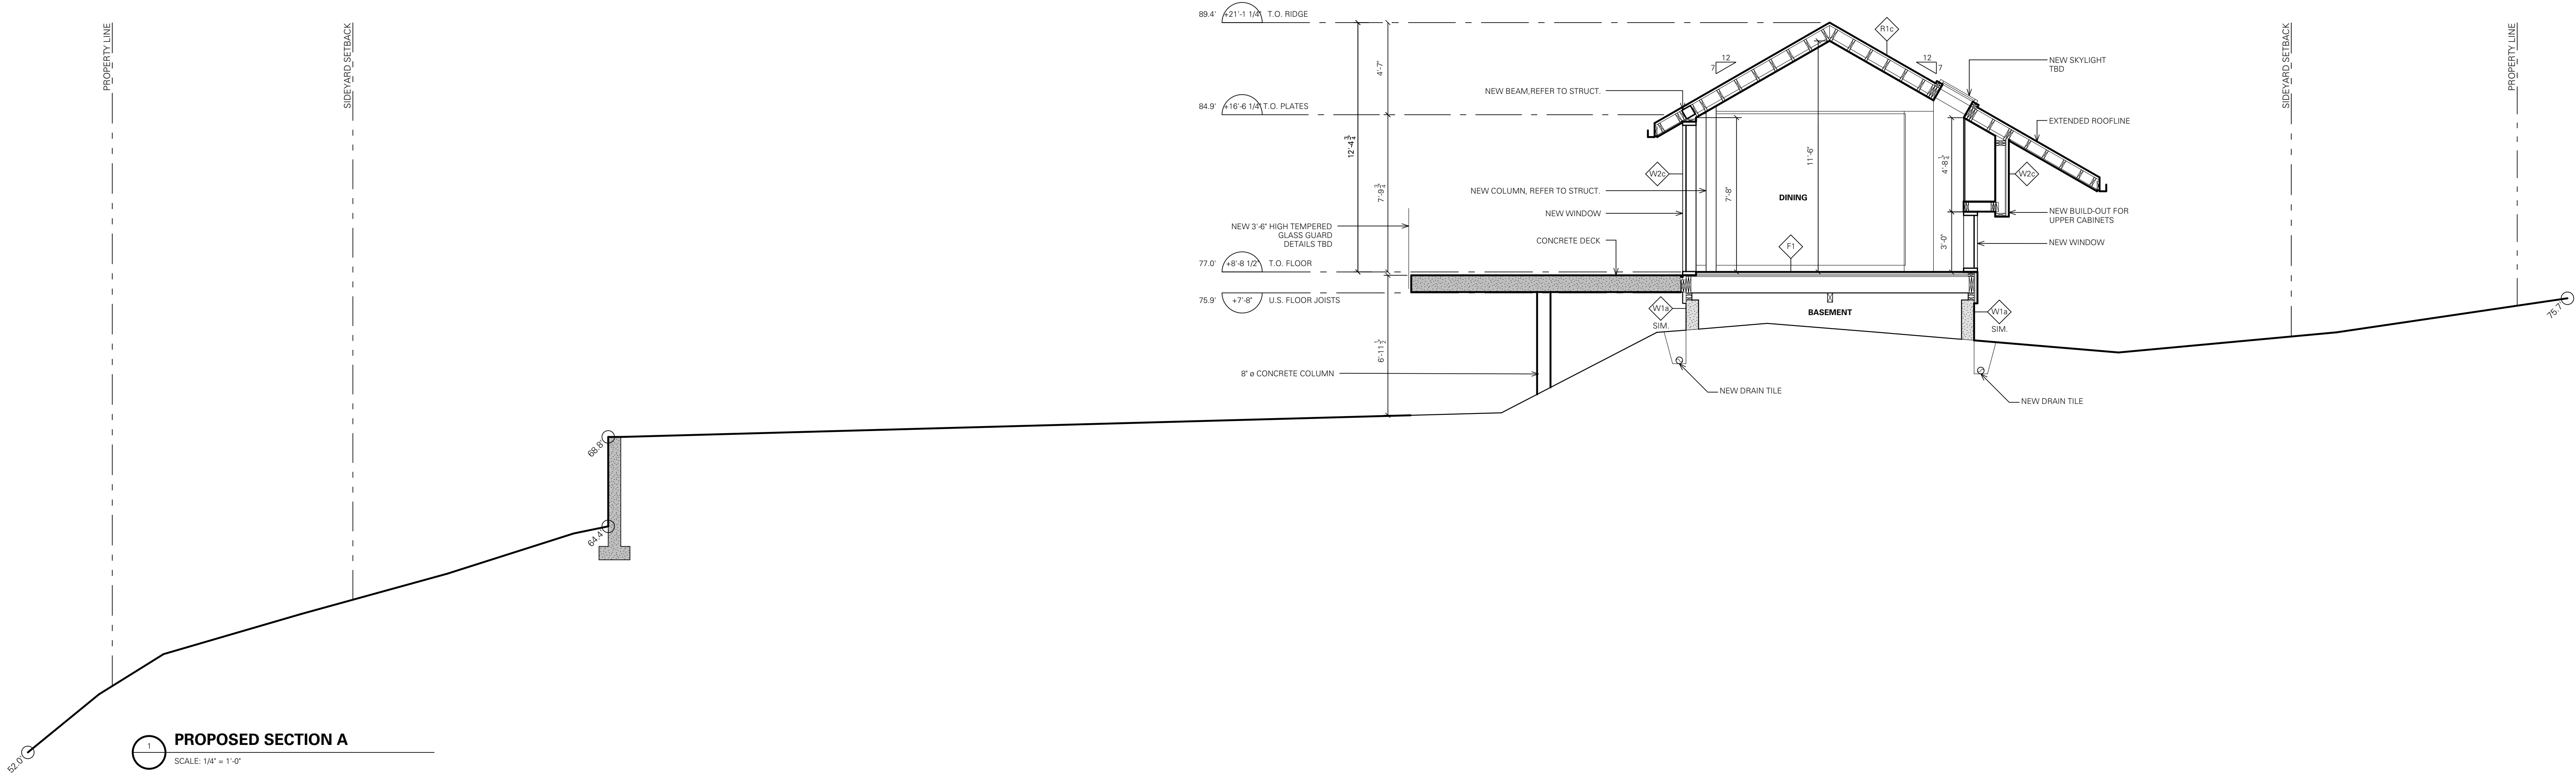 PROPERTY LINE
SIDEYARD SETBACK
89.4' +21'-1 1/4" T.O. RIDGE
84.9' +16'-6 1/4" T.O. PLATES
77.0' +8'-8 1/2" T.O. FLOOR
75.9' +7'-8" U.S. FLOOR JOISTS
12'-4 3/4
4'-7"
7'-9 3/4
6'-11 1/2
NEW BEAM,REFER TO STRUCT.
NEW COLUMN, REFER TO STRUCT.
NEW WINDOW
NEW 3'-6" HIGH TEMPERED
GLASS GUARD
DETAILS TBD
CONCRETE DECK
8" ø CONCRETE COLUMN
12
7
R1c
12
7
W2c
7'-8"
11'-6"
DINING
F1
4'-8 1/2
3'-0"
W2c
NEW SKYLIGHT
TBD
EXTENDED ROOFLINE
NEW BUILD-OUT FOR
UPPER CABINETS
NEW WINDOW
W1a
SIM.
BASEMENT
W1a
SIM.
NEW DRAIN TILE
NEW DRAIN TILE
SIDEYARD SETBACK
PROPERTY LINE
75.7'
68.8'
64.4'
52.0'
1
PROPOSED SECTION A
SCALE: 1/4" = 1'-0"